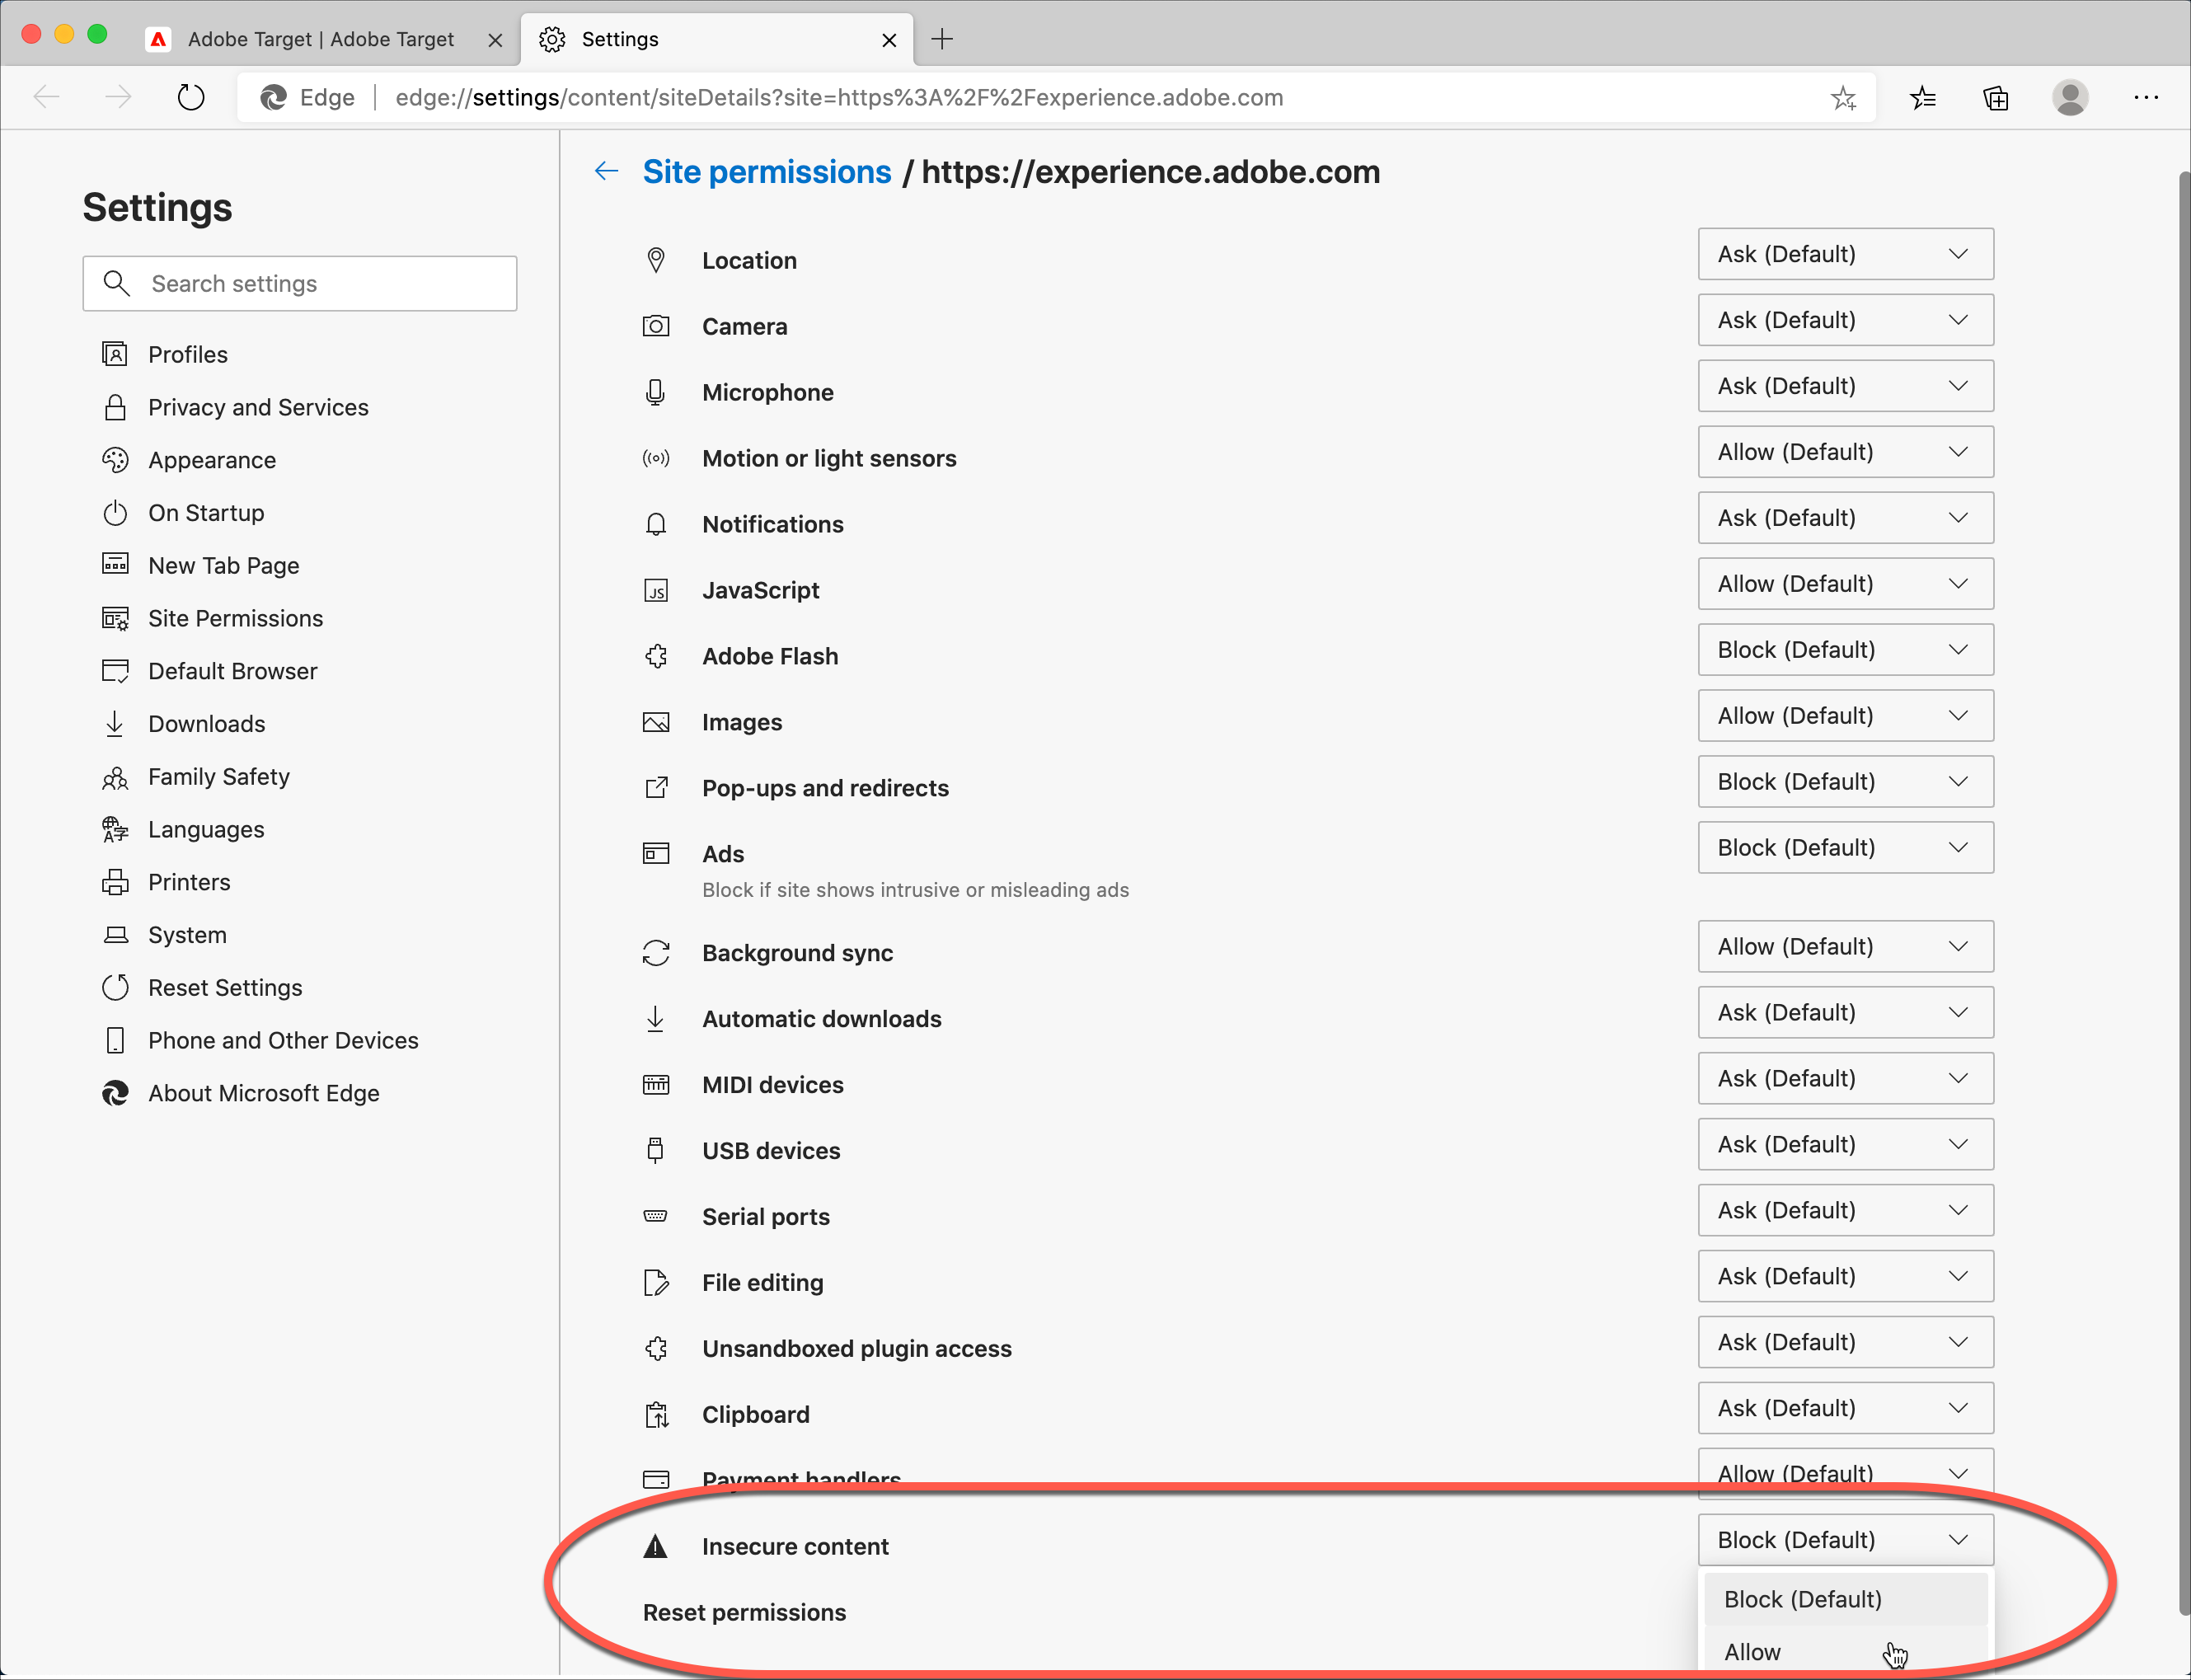 Adobe Target | Adobe Target
Settings
Edge
edge://settings/content/siteDetails?site=https%3A%2F%2Fexperience.adobe.com
Settings
Search settings
Profiles
Privacy and Services
Appearance
On Startup
New Tab Page
Site Permissions
Default Browser
Downloads
Family Safety
Languages
Printers
System
Reset Settings
Phone and Other Devices
About Microsoft Edge
Site permissions / https://experience.adobe.com
Location Ask (Default)
Camera Ask (Default)
Microphone Ask (Default)
Motion or light sensors Allow (Default)
Notifications Ask (Default)
JavaScript Allow (Default)
Adobe Flash Block (Default)
Images Allow (Default)
Pop-ups and redirects Block (Default)
Ads Block (Default)
Block if site shows intrusive or misleading ads
Background sync Allow (Default)
Automatic downloads Ask (Default)
MIDI devices Ask (Default)
USB devices Ask (Default)
Serial ports Ask (Default)
File editing Ask (Default)
Unsandboxed plugin access Ask (Default)
Clipboard Ask (Default)
Payment handlers Allow (Default)
Insecure content Block (Default)
Block (Default)
Reset permissions
Allow